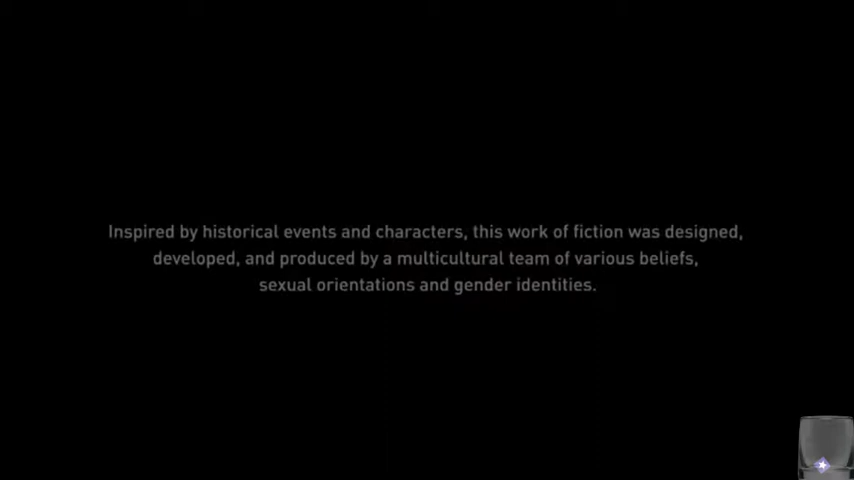 Inspired by historical events and characters, this work of fiction was designed,
developed, and produced by a multicultural team of various beliefs,
sexual orientations and gender identities.